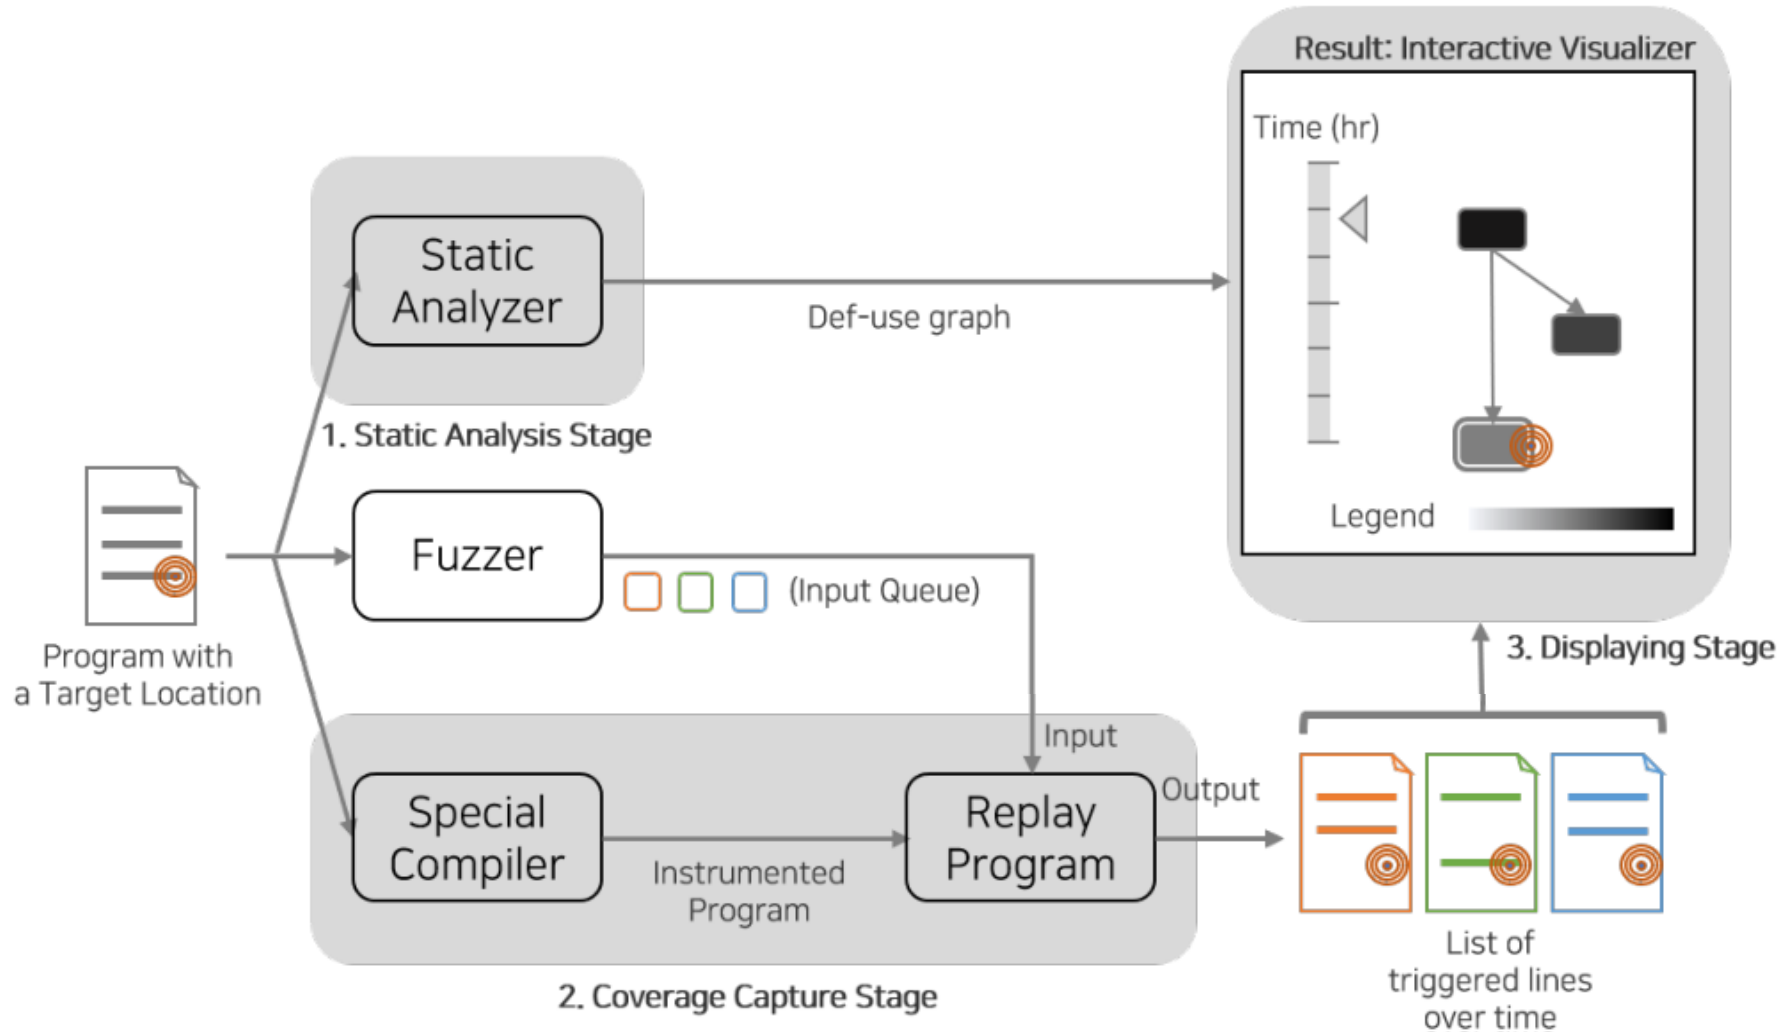 Result: Interactive Visualizer
Time (hr)
Static
Analyzer
Def-use graph
1. Static Analysis Stage
Legend
Fuzzer
(Input Queue)
Program with
a Target Location
3. Displaying Stage
Input
Output
Special
Compiler
Instrumented
Program
Replay
Program
List of
triggered lines
over time
2. Coverage Capture Stage